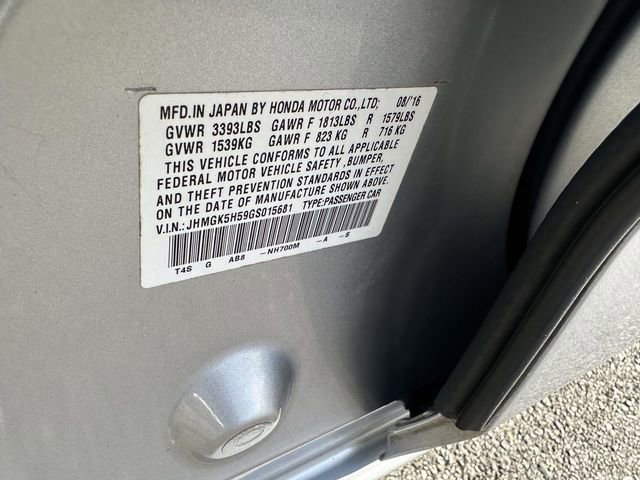 MFD.IN JAPAN BY HONDA MOTOR CO.,LTD; 08/'16
GVWR 3393LBS GAWR F 1813LBS R 1579LBS
GVWR 1539KG GAWR F 823 KG R 716 KG
THIS VEHICLE CONFORMS TO ALL APPLICABLE
FEDERAL MOTOR VEHICLE SAFETY, BUMPER,
AND THEFT PREVENTION STANDARDS IN EFFECT
ON THE DATE OF MANUFACTURE SHOWN ABOVE.
V.I.N.: JHMGK5H59GS015681 TYPE:PASSENGER CAR
T4S G AB8 -NH700M -A -S